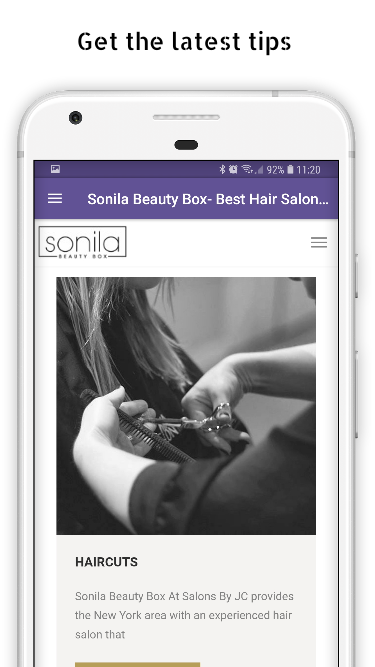 Get the latest tips
92% 11:20
Sonila Beauty Box- Best Hair Salon...
sonila
BEAUTY BOX
HAIRCUTS
Sonila Beauty Box At Salons By JC provides
the New York area with an experienced hair
salon that